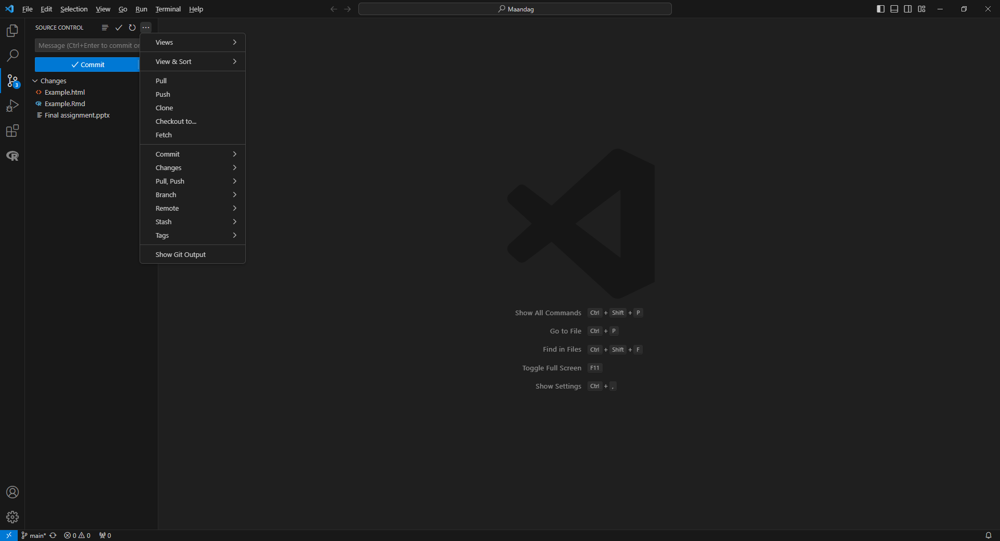 File Edit Selection View Go Run Terminal Help
Maandag
SOURCE CONTROL
Message (Ctrl+Enter to commit or
Commit
Changes
Example.html
Example.Rmd
Final assignment.pptx
3
Views
View & Sort
Pull
Push
Clone
Checkout to...
Fetch
Commit
Changes
Pull, Push
Branch
Remote
Stash
Tags
Show Git Output
Show All Commands Ctrl + Shift + P
Go to File Ctrl + P
Find in Files Ctrl + Shift + F
Toggle Full Screen F11
Show Settings Ctrl + ,
main* 0 0 0